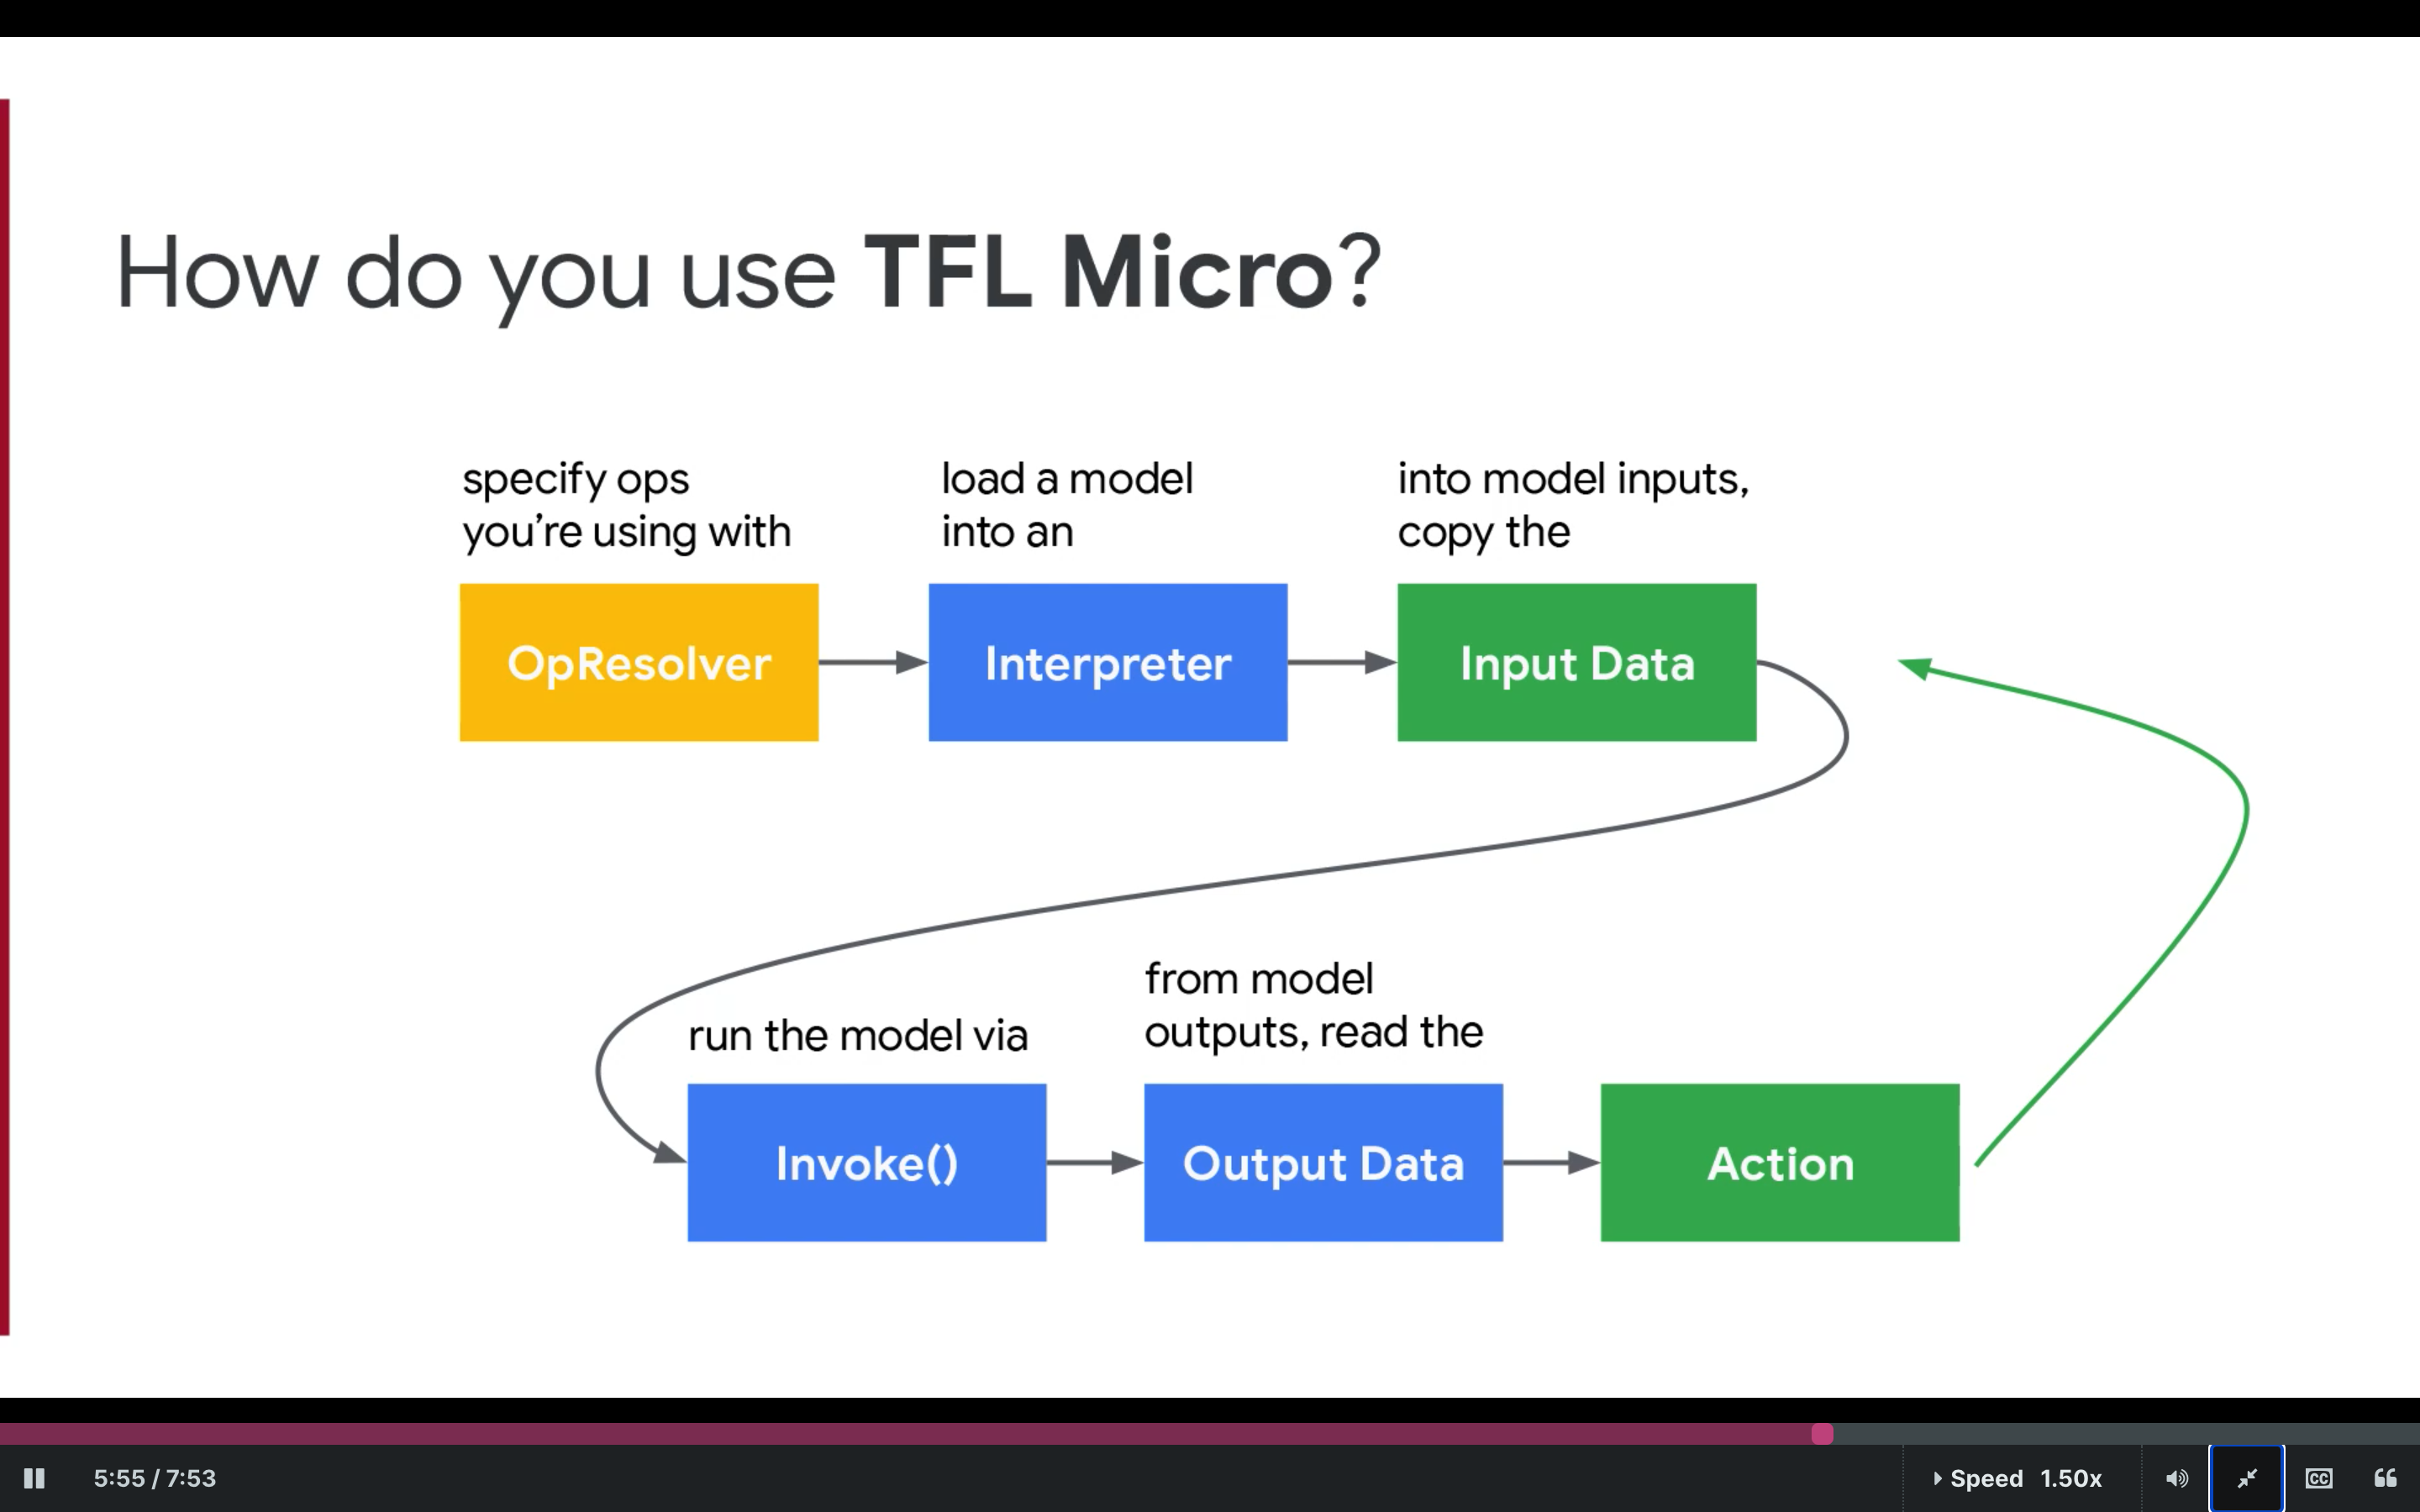 How do you use TFL Micro?
specify ops
you're using with
OpResolver
load a model
into an
Interpreter
into model inputs,
copy the
Input Data
run the model via
Invoke()
from model
outputs, read the
Output Data
Action
5:55 / 7:53
Speed 1.50x
CC